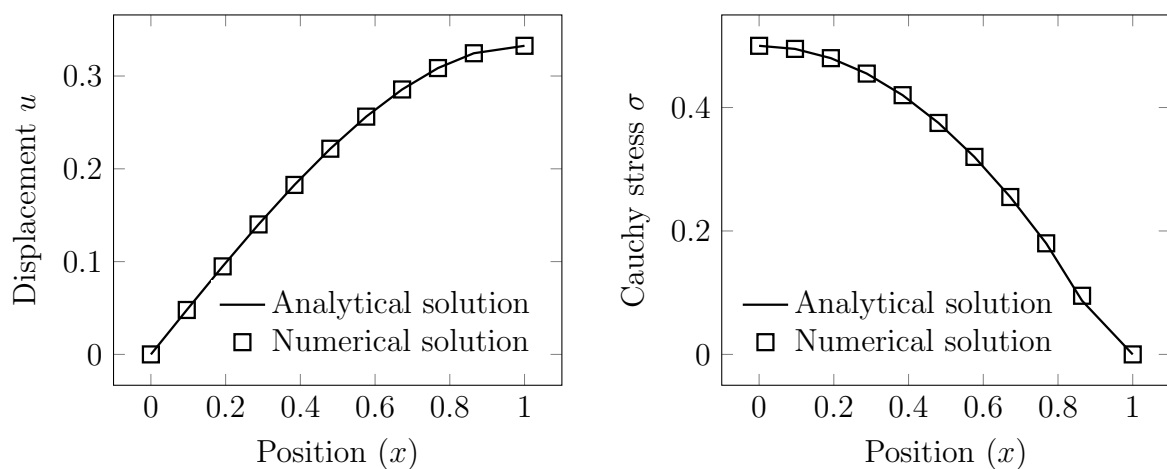 0.3
0.2
0.1
0
Displacement u
Analytical solution
Numerical solution
0 0.2 0.4 0.6 0.8 1
Position (x)
0.4
0.2
0
Cauchy stress σ
Analytical solution
Numerical solution
0 0.2 0.4 0.6 0.8 1
Position (x)